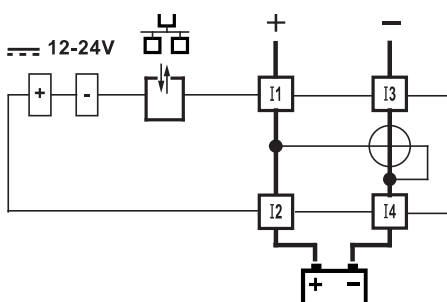 + −
12-24V
+ -
I1 I3
I2 I4
+ −